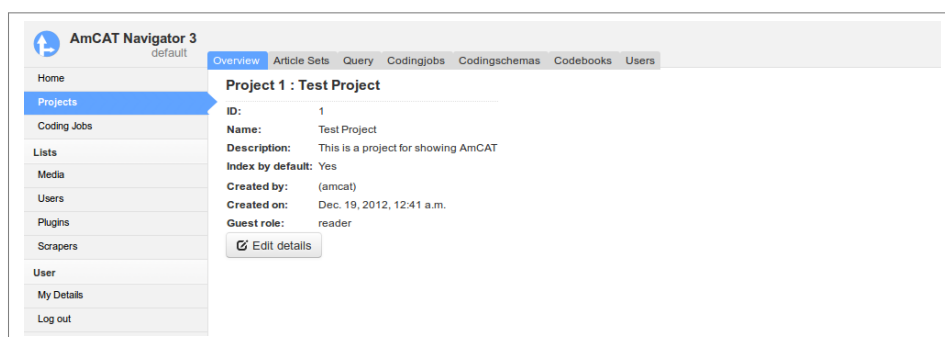 AmCAT Navigator 3
default
Overview Article Sets Query Codingjobs Codingschemas Codebooks Users
Home
Projects
Coding Jobs
Lists
Media
Users
Plugins
Scrapers
User
My Details
Log out
Project 1 : Test Project
ID: 1
Name: Test Project
Description: This is a project for showing AmCAT
Index by default: Yes
Created by: (amcat)
Created on: Dec. 19, 2012, 12:41 a.m.
Guest role: reader
Edit details